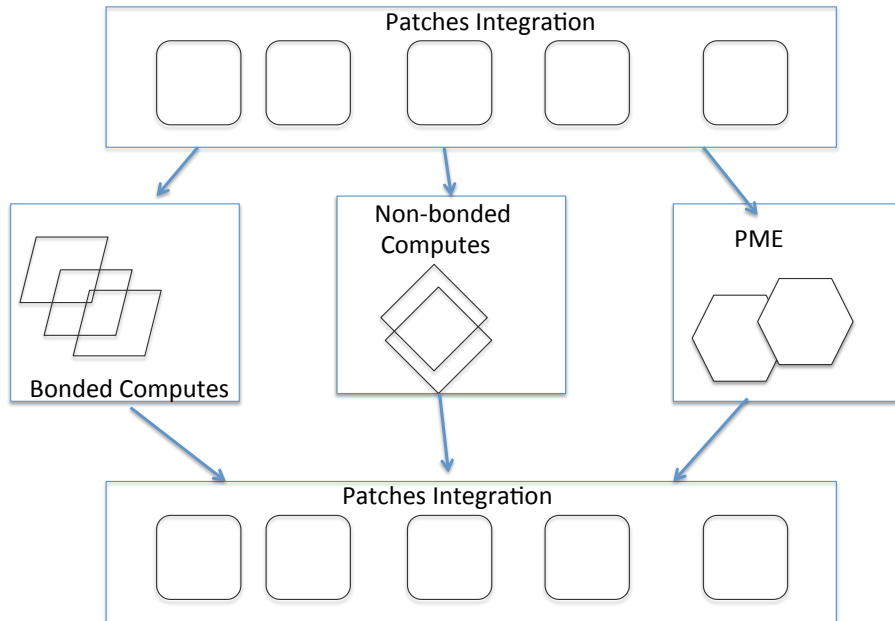 Patches Integration
Non-bonded
Computes
PME
Bonded Computes
Patches Integration